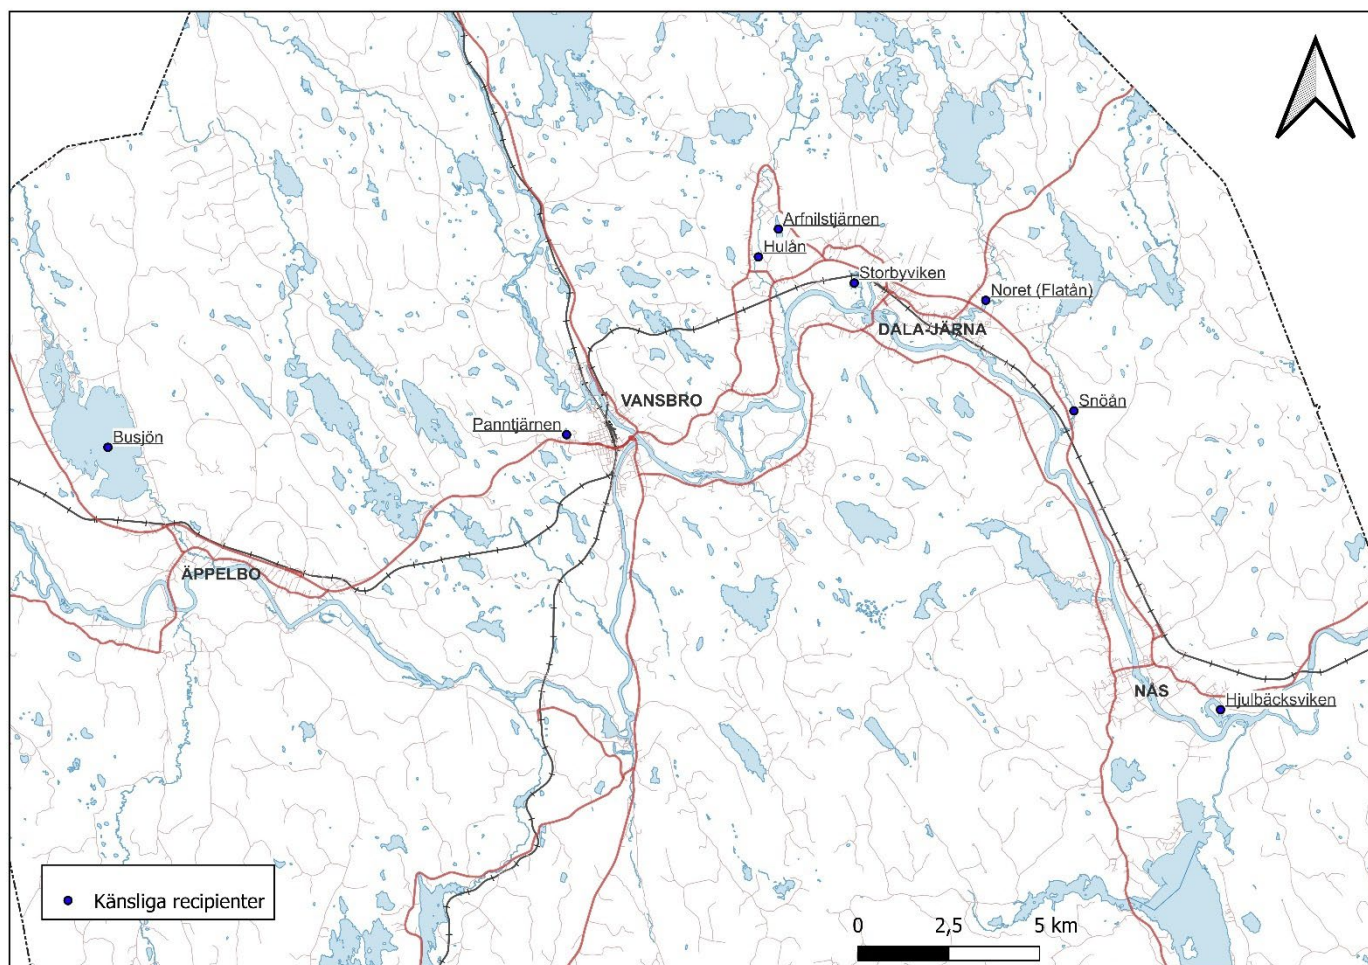 Arfnilstjärnen
Hulån
Storbyviken
Noret (Flatån)
DALA-JÄRNA
VANSBRO
Snöån
Panntjärnen
Busjön
ÄPPELBO
NÅS
Hjulbäcksviken
Känsliga recipienter
0 2,5 5 km